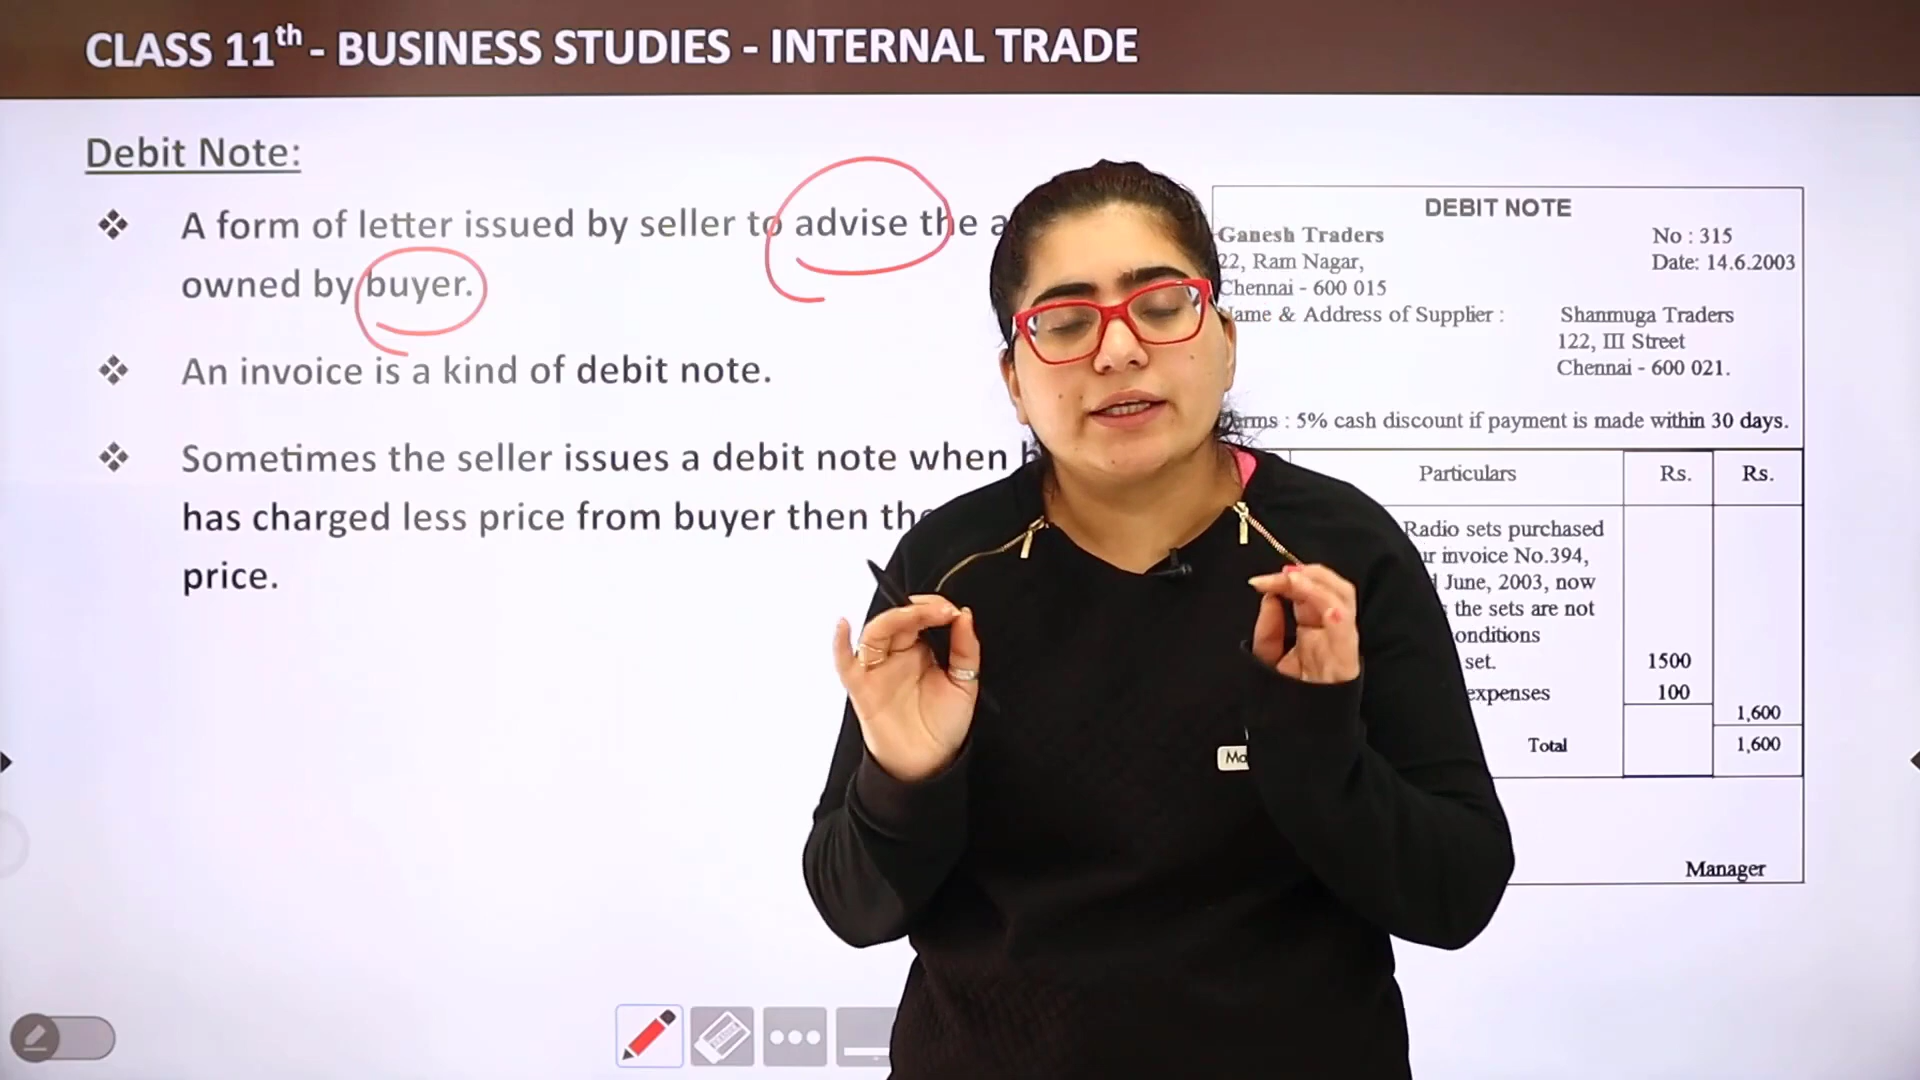 CLASS 11th - BUSINESS STUDIES - INTERNAL TRADE
Debit Note:
A form of letter issued by seller to advise the
owned by buyer.
An invoice is a kind of debit note.
Sometimes the seller issues a debit note when
has charged less price from buyer then
price.
DEBIT NOTE
Ganesh Traders
No : 315
22, Ram Nagar,
Date: 14.6.2003
Chennai - 600 015
Name & Address of Supplier :
Shanmuga Traders
122, III Street
Chennai - 600 021.
Terms : 5% cash discount if payment is made within 30 days.
Particulars
Rs.
Rs.
Radio sets purchased
invoice No.394,
June, 2003, now
the sets are not
set.
1500
expenses
100
1,600
Total
1,600
Manager